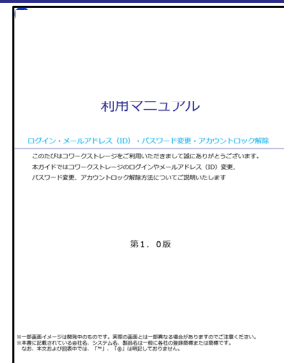 利用マニュアル
ログイン・メールアドレス（ID）・パスワード変更・アカウントロック解除
このたびはコワークストレージをご利用いただきまして誠にありがとうございます。
本ガイドではコワークストレージのログインやメールアドレス（ID）変更、
パスワード変更、アカウントロック解除方法についてご説明いたします
第1．0版
※一部画面イメージは開発中のものです。実際の画面とは一部異なる場合がありますのでご注意ください。
※本書に記載されている会社名、システム名、製品名は一般に各社の登録商標または商標です。
なお、本文および図表中では、「™」、「®」は明記しておりません。